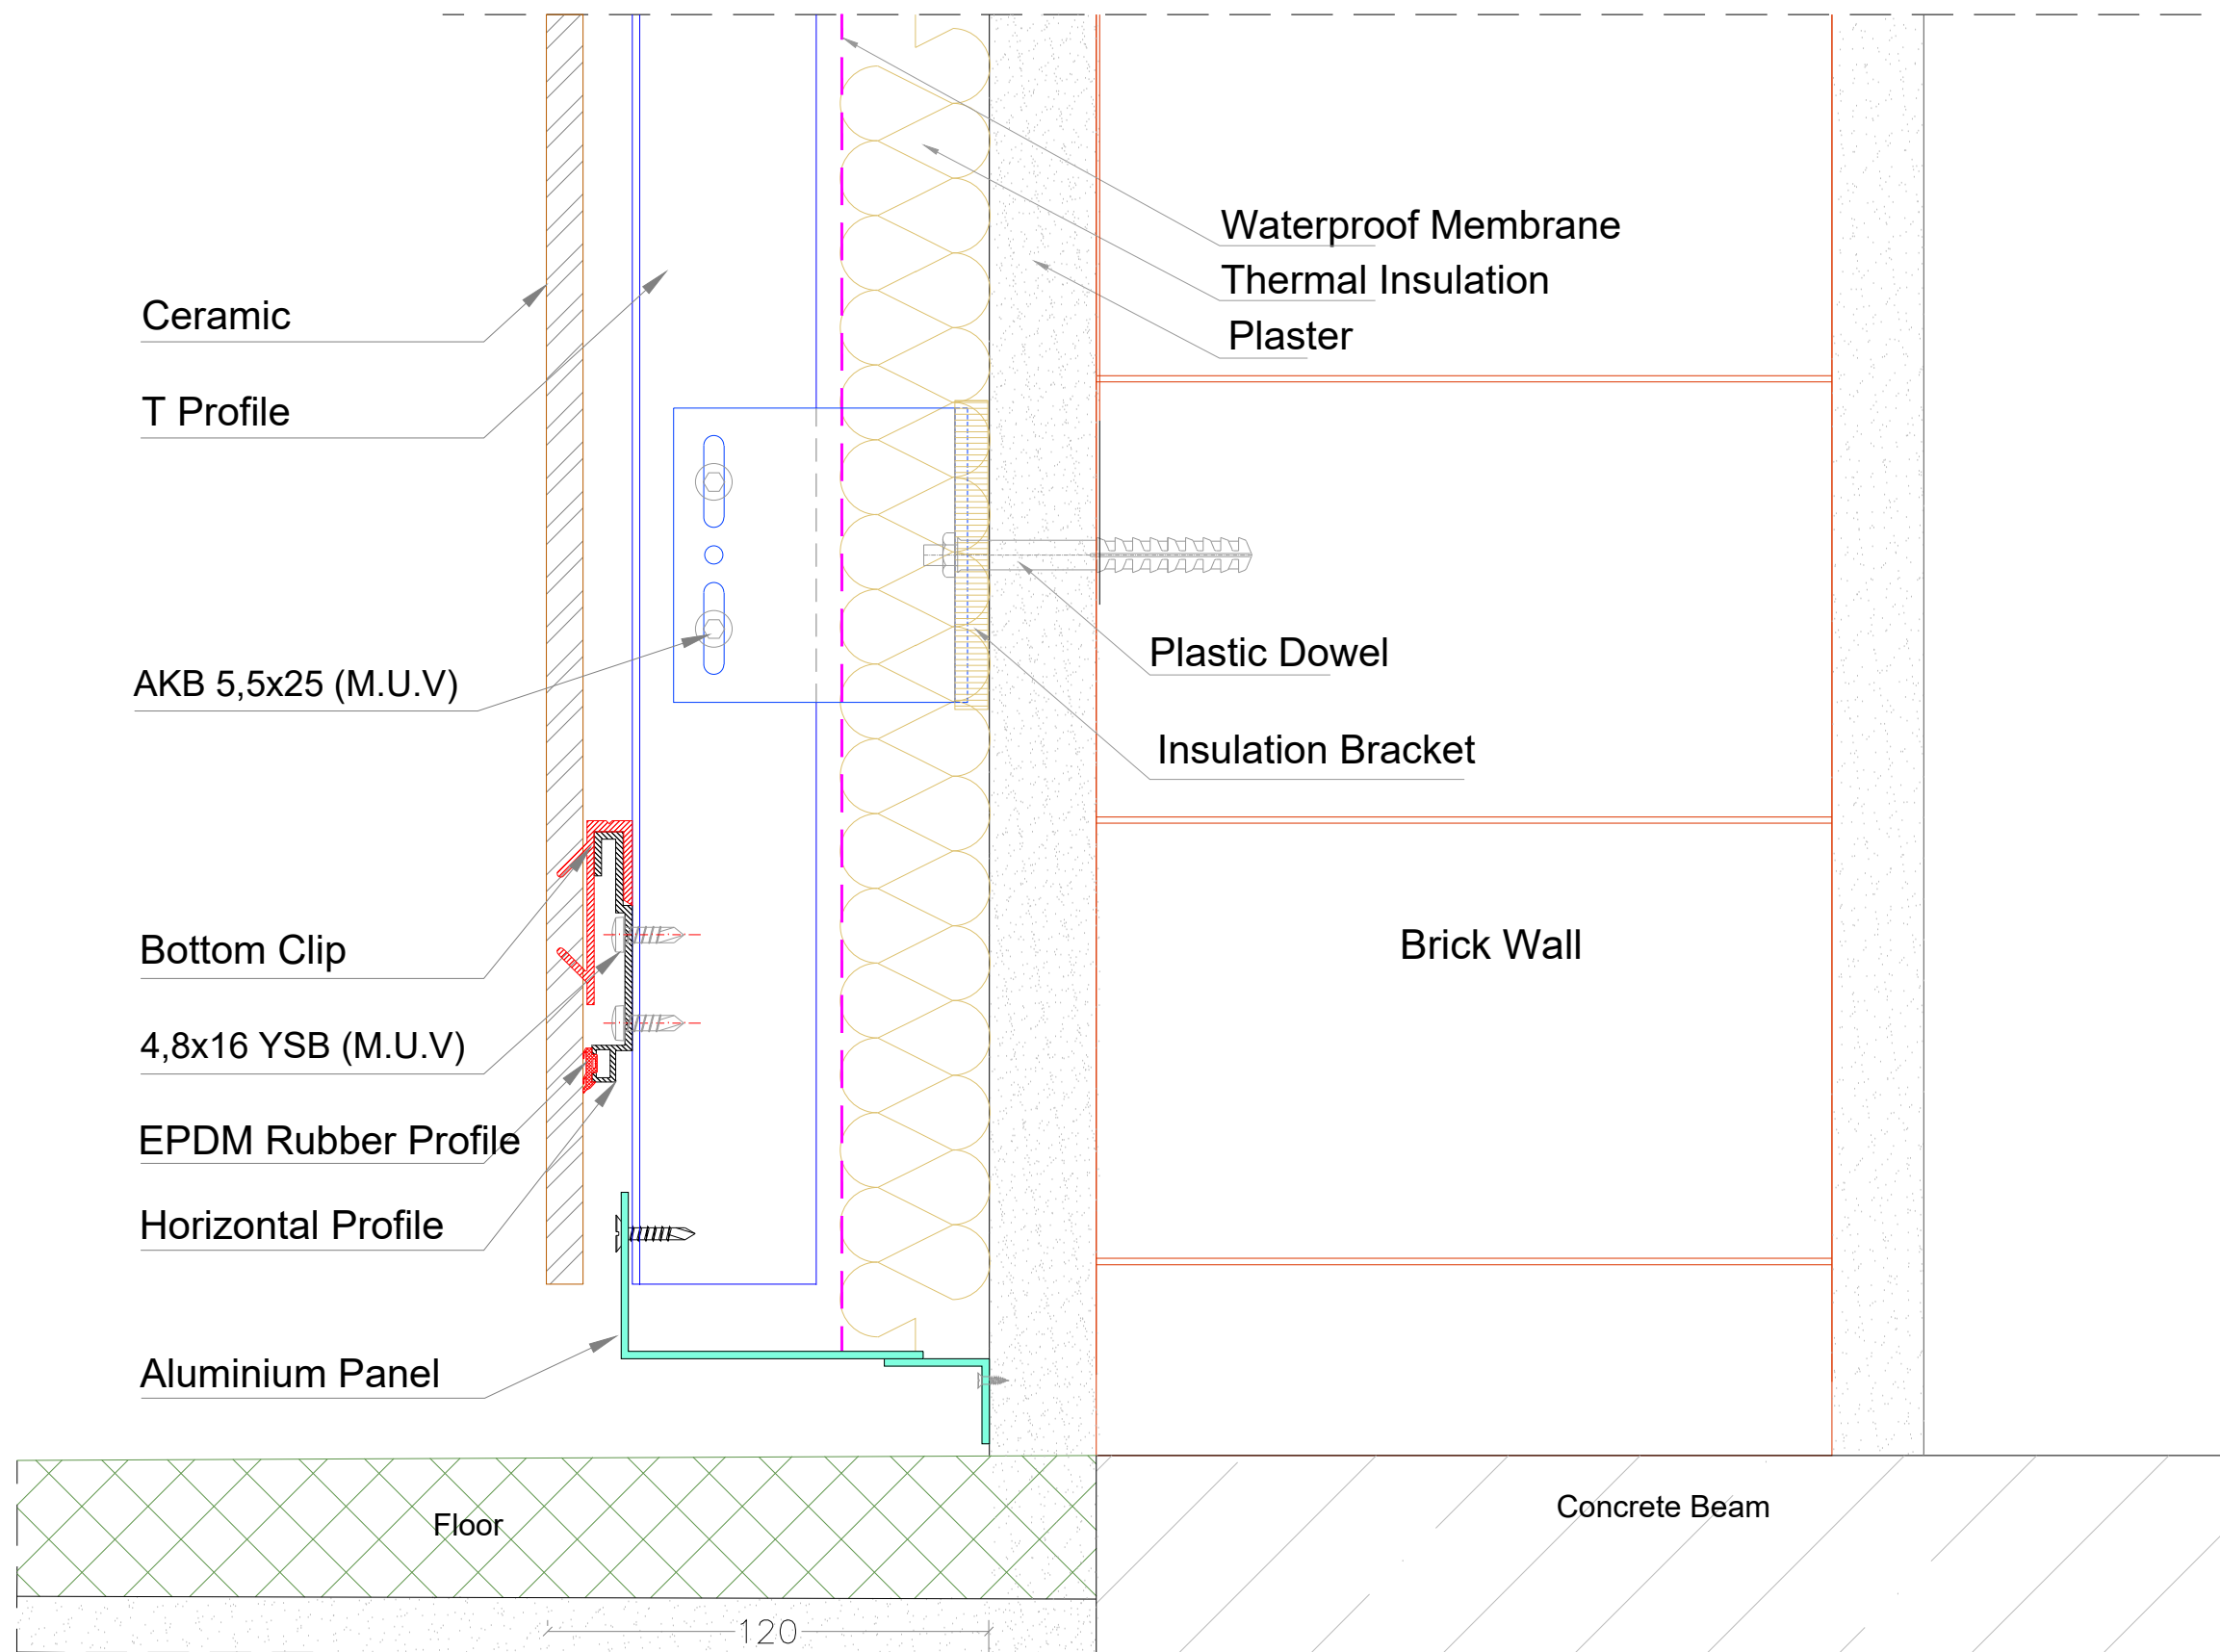 Waterproof Membrane
Thermal Insulation
Plaster
Ceramic
T Profile
AKB 5,5x25 (M.U.V)
Plastic Dowel
Insulation Bracket
Bottom Clip
Brick Wall
4,8x16 YSB (M.U.V)
EPDM Rubber Profile
Horizontal Profile
Aluminium Panel
Floor
Concrete Beam
120